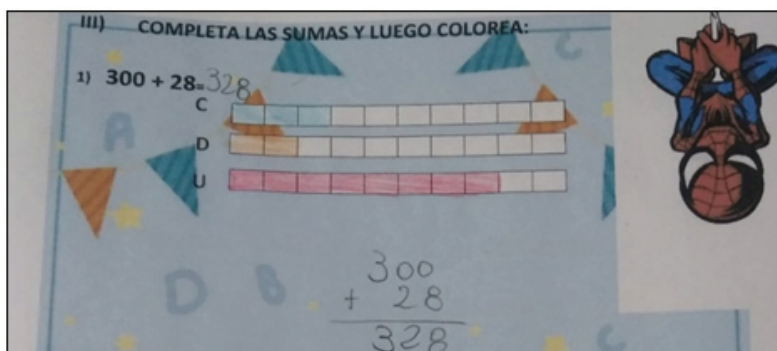 III) COMPLETA LAS SUMAS Y LUEGO COLOREA:
1) 300 + 28= 328
C
D
U
A
C
D B
C
300
+ 28
328